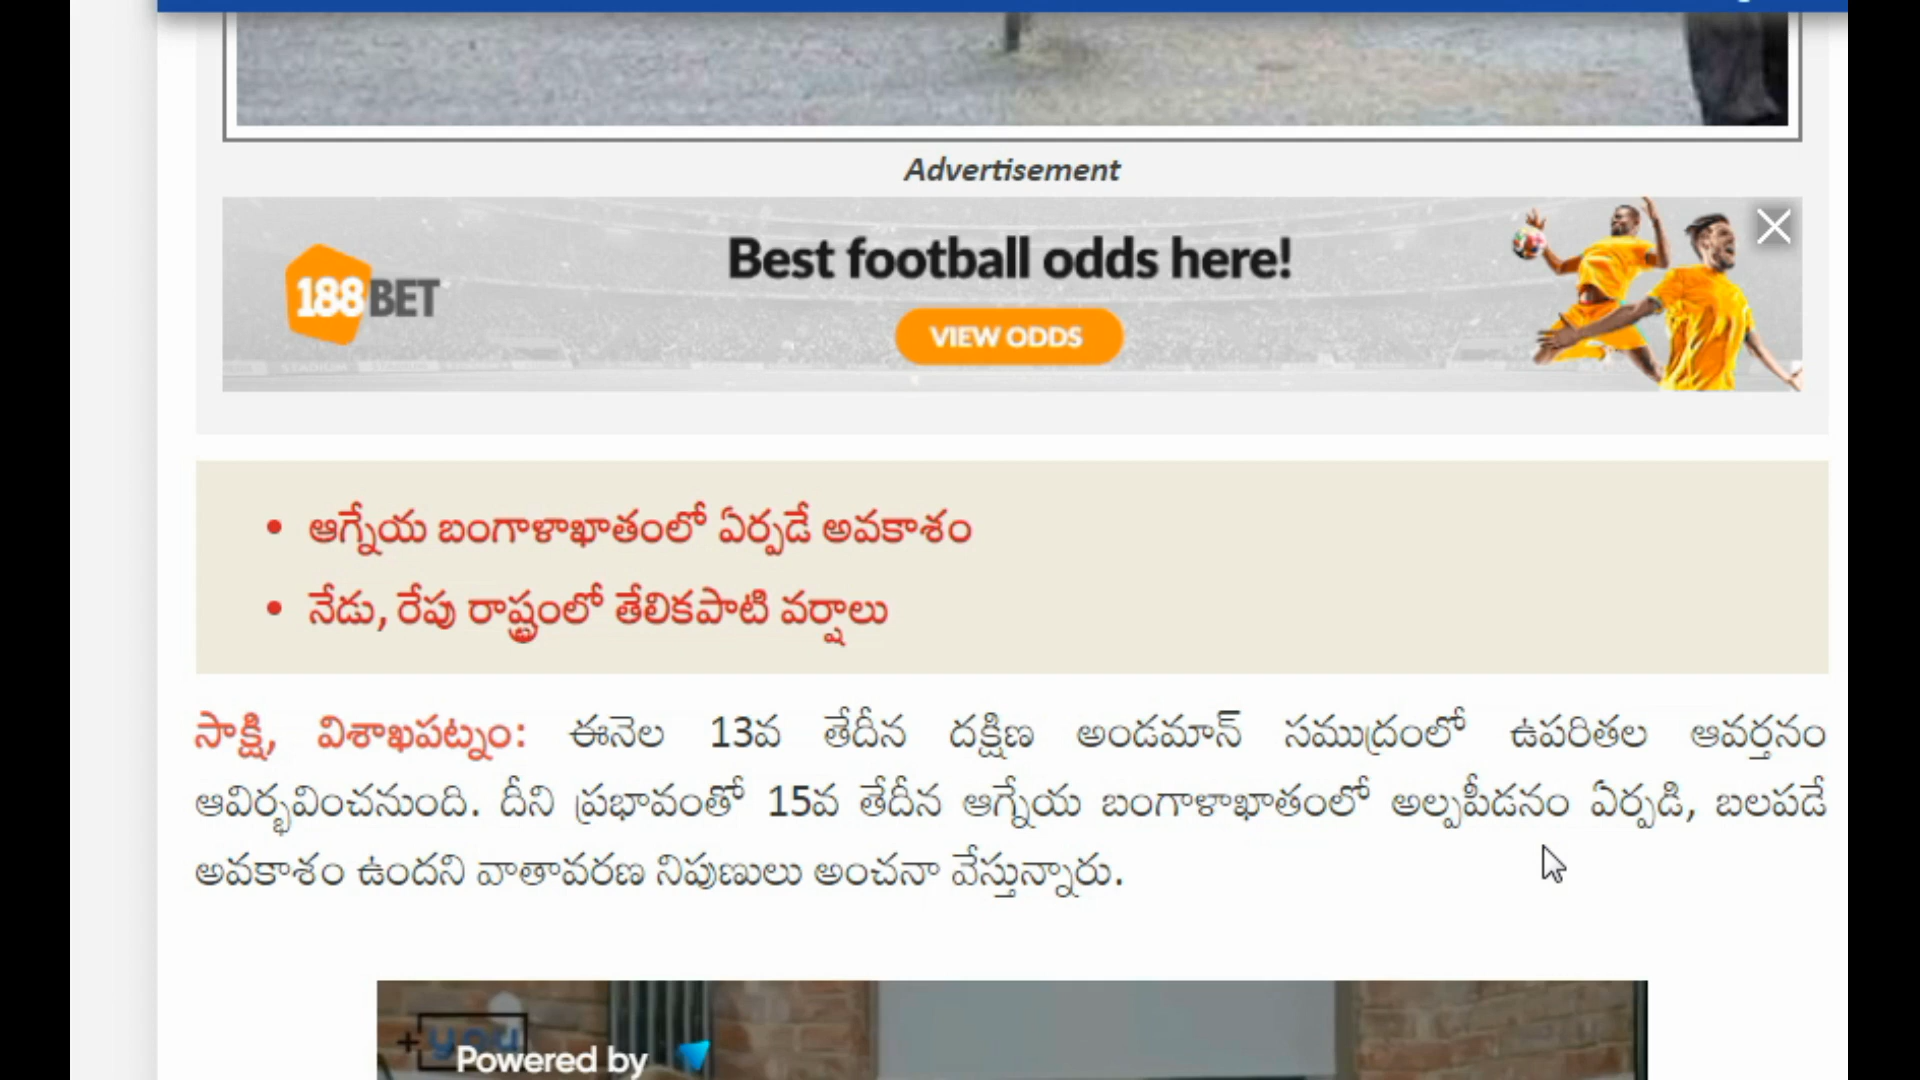 Advertisement
188BET
Best football odds here!
VIEW ODDS
STADIUM
• ఆగ్నేయ బంగాళాఖాతంలో ఏర్పడే అవకాశం
• నేడు, రేపు రాష్ట్రంలో తేలికపాటి వర్షాలు
సాక్షి, విశాఖపట్నం: ఈనెల 13వ తేదీన దక్షిణ అండమాన్ సముద్రంలో ఉపరితల ఆవర్తనం
ఆవిర్భవించనుంది. దీని ప్రభావంతో 15వ తేదీన ఆగ్నేయ బంగాళాఖాతంలో అల్పపీడనం ఏర్పడి, బలపడే
అవకాశం ఉందని వాతావరణ నిపుణులు అంచనా వేస్తున్నారు.
Powered by